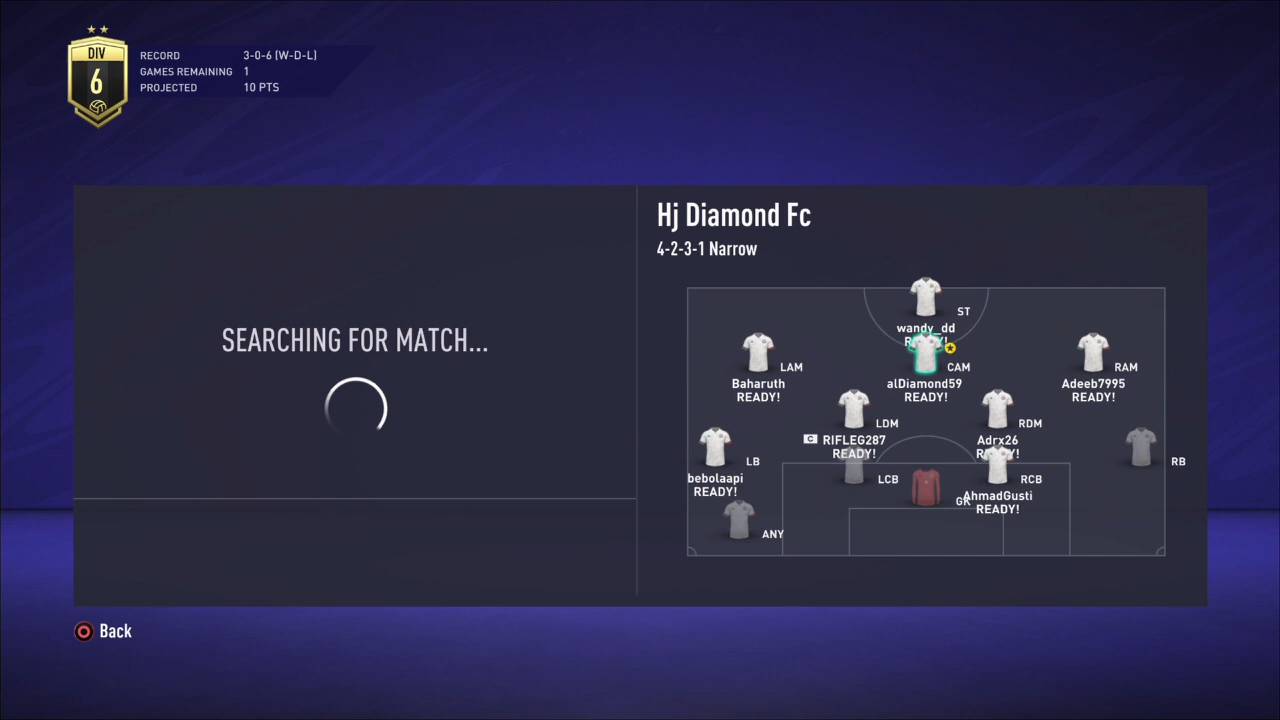 DIV
6
RECORD 3-0-6 (W-D-L)
GAMES REMAINING 1
PROJECTED 10 PTS
SEARCHING FOR MATCH...
Hj Diamond Fc
4-2-3-1 Narrow
ST
wandy_dd
LAM
Baharuth
READY!
CAM
alDiamond59
READY!
RAM
Adeeb7995
READY!
LDM
C RIFLEG287
READY!
RDM
Adrx26
LB
bebolaapi
READY!
LCB
GK
RCB
AhmadGusti
READY!
RB
ANY
Back